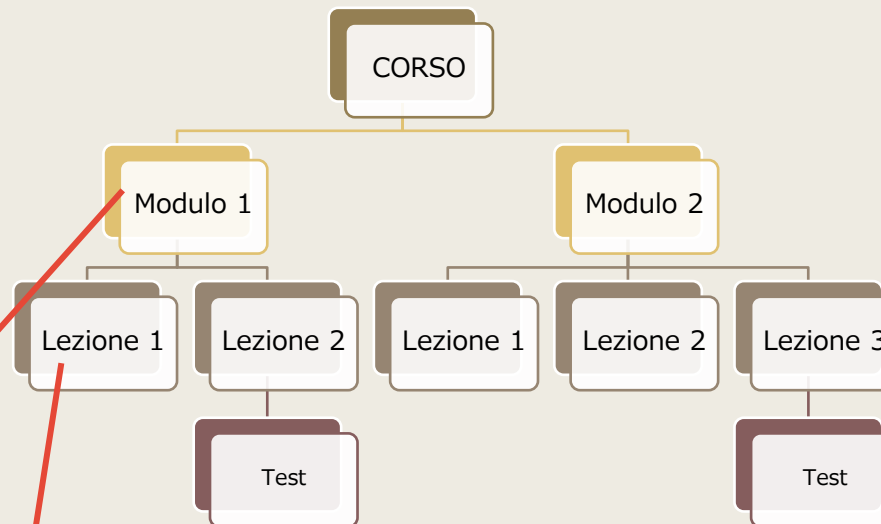 CORSO
Modulo 1
Modulo 2
Lezione 1
Lezione 2
Lezione 1
Lezione 2
Lezione 3
Test
Test